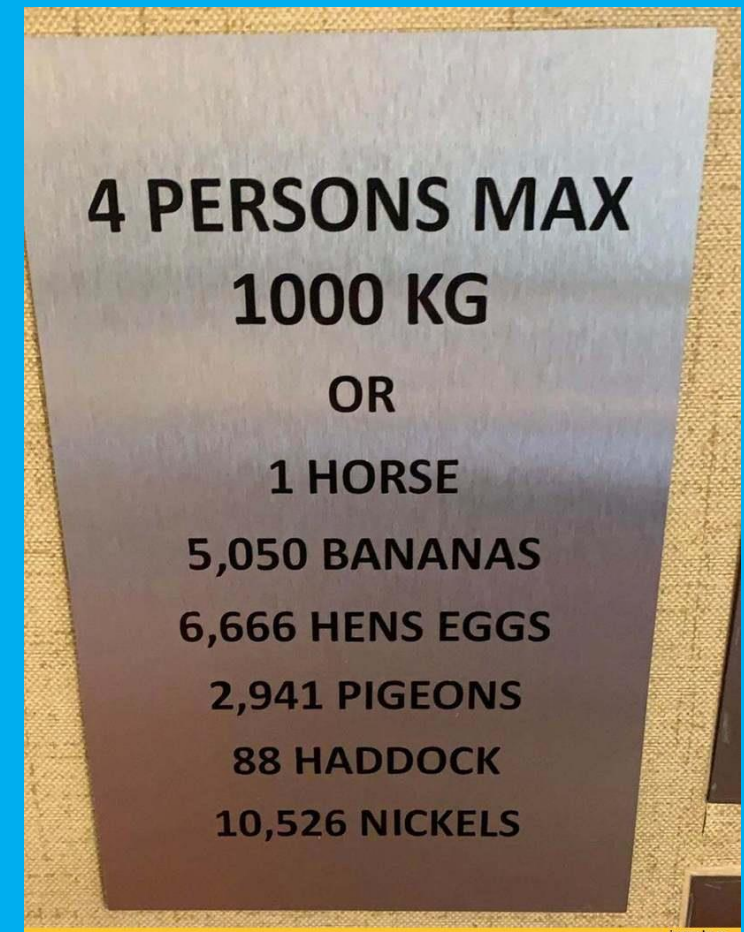 4 PERSONS MAX
1000 KG
OR
1 HORSE
5,050 BANANAS
6,666 HENS EGGS
2,941 PIGEONS
88 HADDOCK
10,526 NICKELS